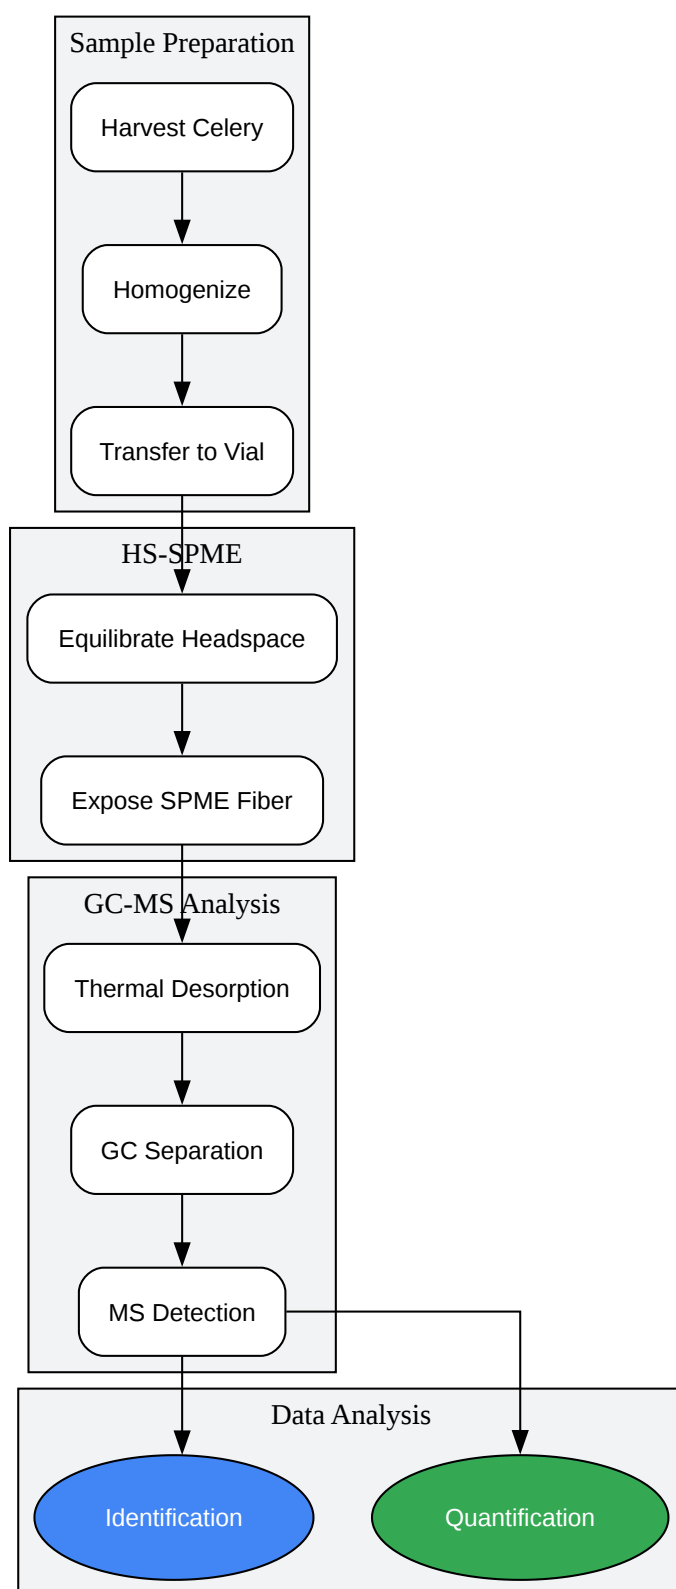 Sample Preparation
Harvest Celery
Homogenize
Transfer to Vial
HS-SPME
Equilibrate Headspace
Expose SPME Fiber
GC-MS Analysis
Thermal Desorption
GC Separation
MS Detection
Data Analysis
Identification
Quantification